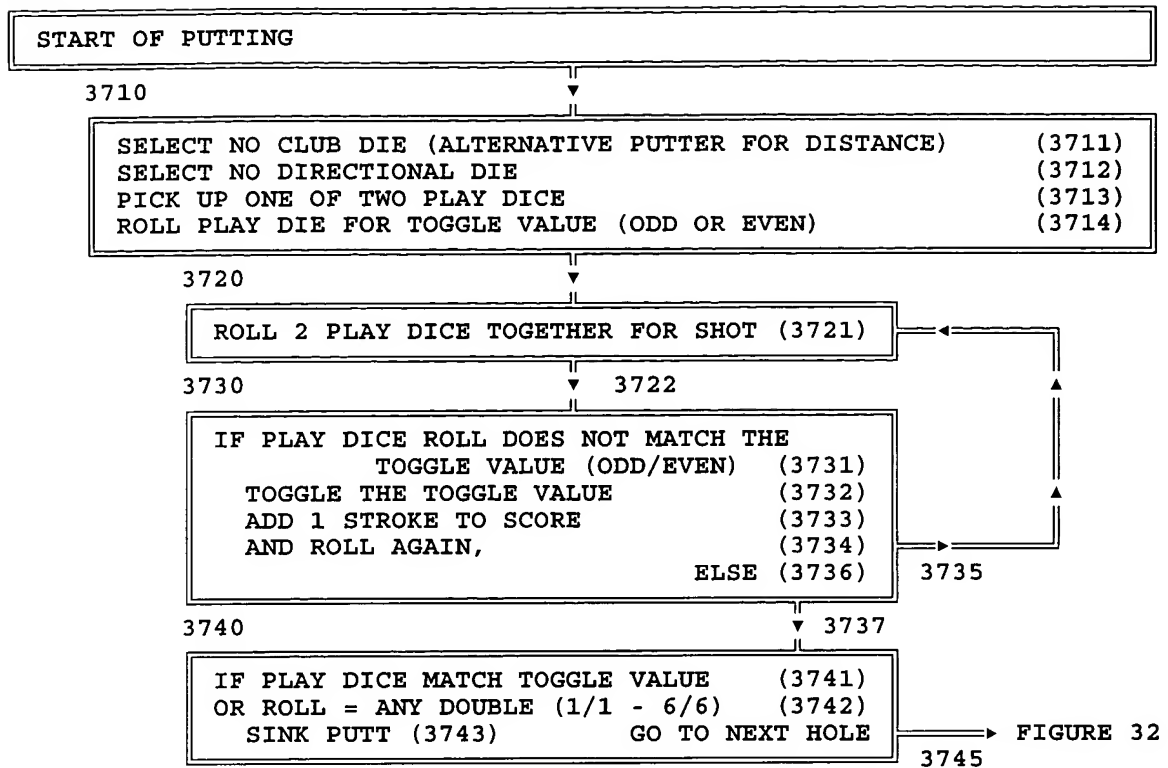 START OF PUTTING
3710
SELECT NO CLUB DIE (ALTERNATIVE PUTTER FOR DISTANCE) (3711)
SELECT NO DIRECTIONAL DIE (3712)
PICK UP ONE OF TWO PLAY DICE (3713)
ROLL PLAY DIE FOR TOGGLE VALUE (ODD OR EVEN) (3714)
3720
ROLL 2 PLAY DICE TOGETHER FOR SHOT (3721)
3730 3722
IF PLAY DICE ROLL DOES NOT MATCH THE
TOGGLE VALUE (ODD/EVEN) (3731)
TOGGLE THE TOGGLE VALUE (3732)
ADD 1 STROKE TO SCORE (3733)
AND ROLL AGAIN, (3734)
ELSE (3736) 3735
3740 3737
IF PLAY DICE MATCH TOGGLE VALUE (3741)
OR ROLL = ANY DOUBLE (1/1 - 6/6) (3742)
SINK PUTT (3743) GO TO NEXT HOLE FIGURE 32
3745